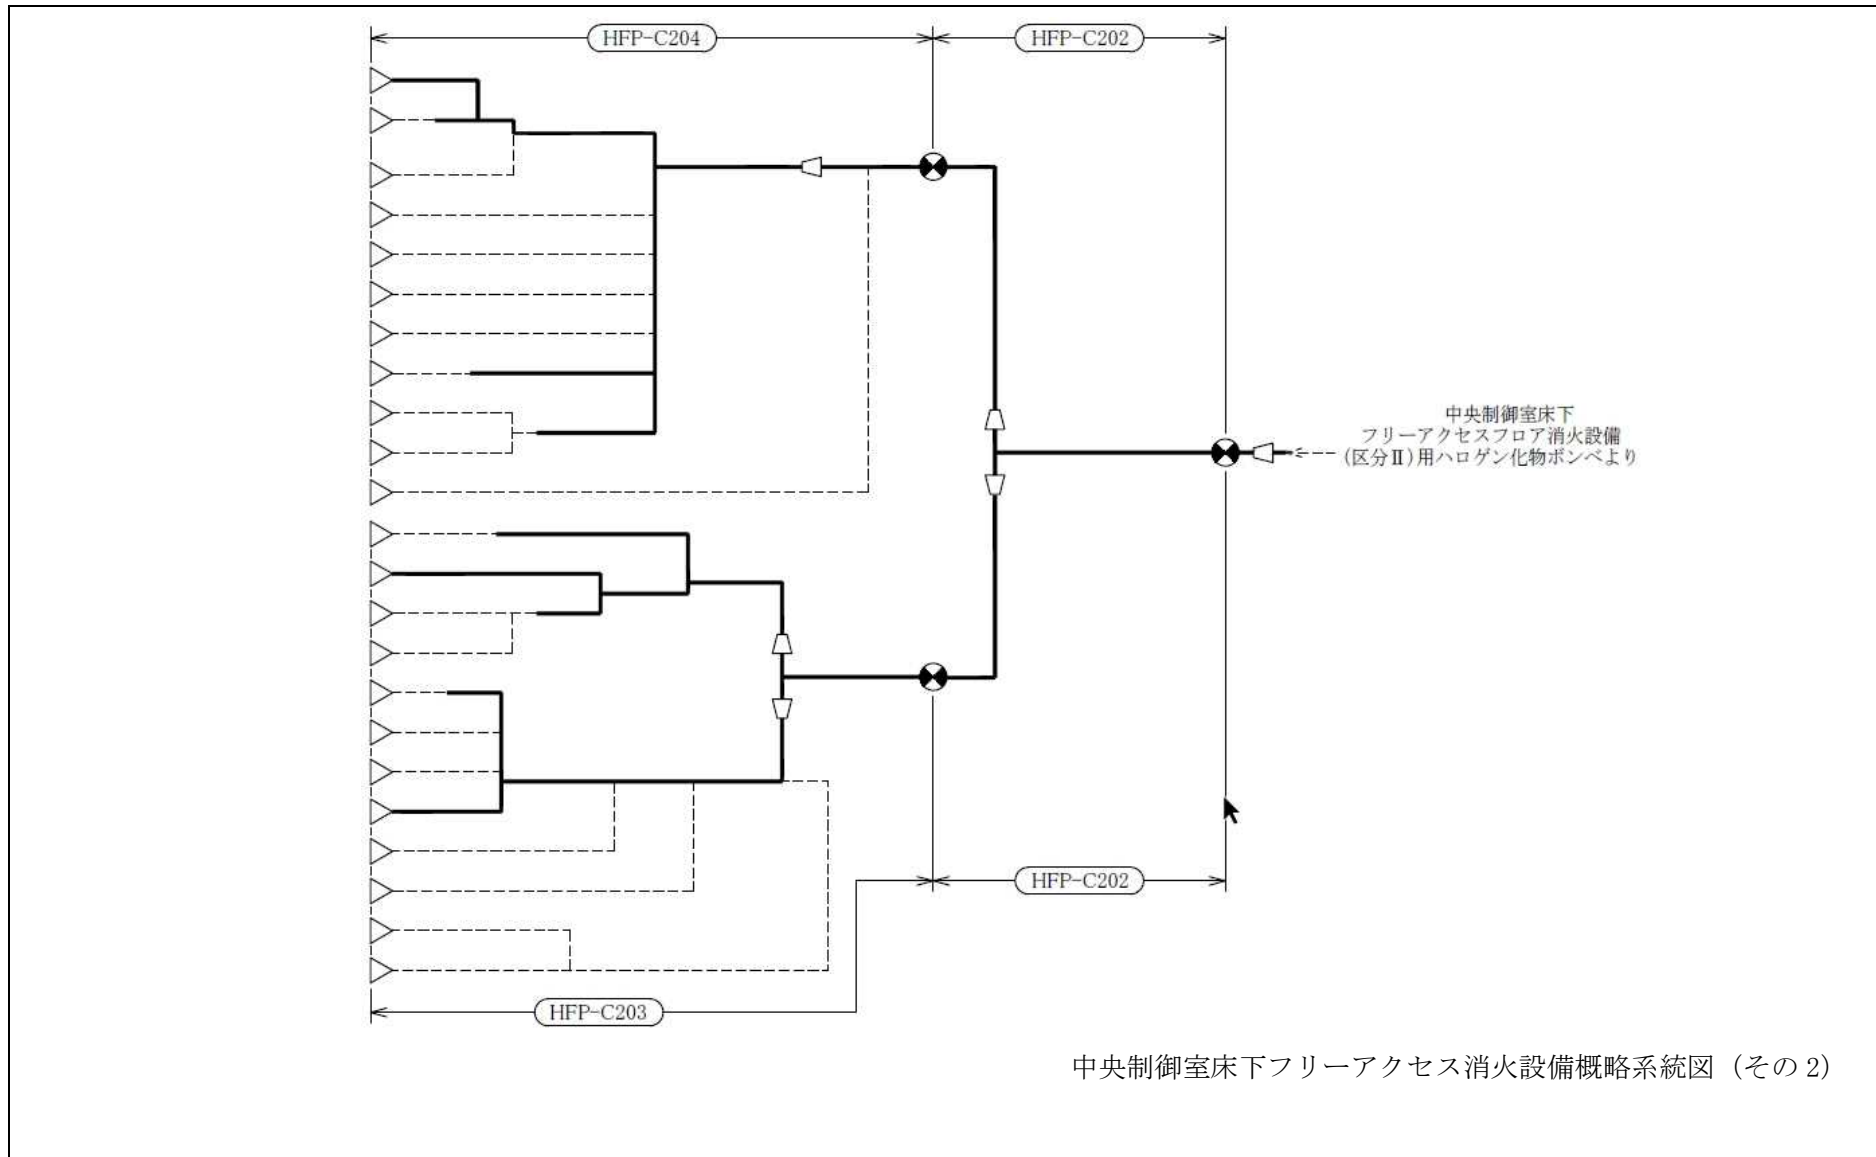 HFP-C204
HFP-C202
中央制御室床下
フリーアクセスフロア消火設備
(区分Ⅱ)用ハロゲン化物ボンベより
HFP-C202
HFP-C203
中央制御室床下フリーアクセス消火設備概略系統図（その 2）